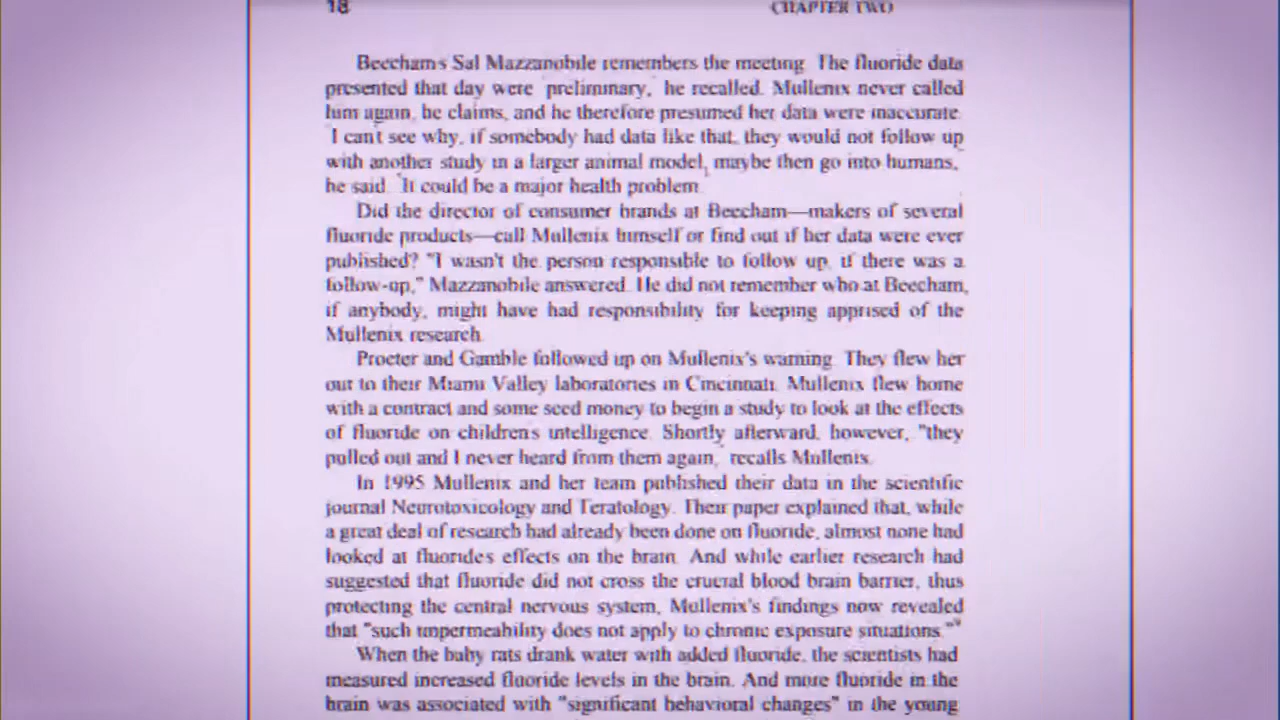 18 CHAPTER TWO
Beecham's Sal Mazzanobile remembers the meeting. The fluoride data
presented that day were "preliminary," he recalled. Mullenix never called
him again, he claims, and he therefore presumed her data were inaccurate.
"I can't see why, if somebody had data like that, they would not follow up
with another study in a larger animal model, maybe then go into humans,"
he said. "It could be a major health problem."
Did the director of consumer brands at Beecham—makers of several
fluoride products—call Mullenix himself or find out if her data were ever
published? "I wasn't the person responsible to follow up, if there was a
follow-up," Mazzanobile answered. He did not remember who at Beecham,
if anybody, might have had responsibility for keeping apprised of the
Mullenix research.
Procter and Gamble followed up on Mullenix's warning. They flew her
out to their Miami Valley laboratories in Cincinnati. Mullenix flew home
with a contract and some seed money to begin a study to look at the effects
of fluoride on children's intelligence. Shortly afterward, however, "they
pulled out and I never heard from them again," recalls Mullenix.
In 1995 Mullenix and her team published their data in the scientific
journal Neurotoxicology and Teratology. Their paper explained that, while
a great deal of research had already been done on fluoride, almost none had
looked at fluoride's effects on the brain. And while earlier research had
suggested that fluoride did not cross the crucial blood brain barrier, thus
protecting the central nervous system, Mullenix's findings now revealed
that "such impermeability does not apply to chronic exposure situations."⁹
When the baby rats drank water with added fluoride, the scientists had
measured increased fluoride levels in the brain. And more fluoride in the
brain was associated with "significant behavioral changes" in the young